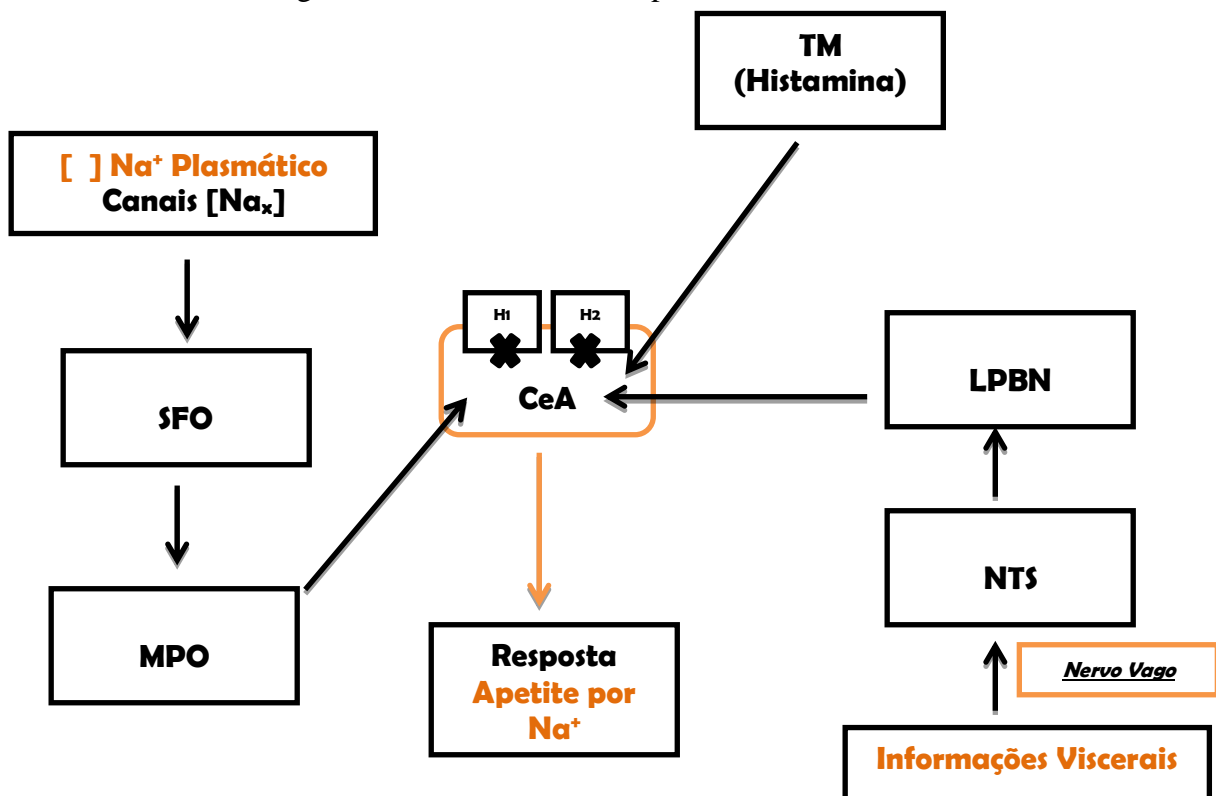 TM
(Histamina)
[ ] Na⁺ Plasmático
Canais [Naₓ]
H1
H2
CeA
LPBN
SFO
NTS
MPO
Resposta
Apetite por
Na⁺
Nervo Vago
Informações Viscerais